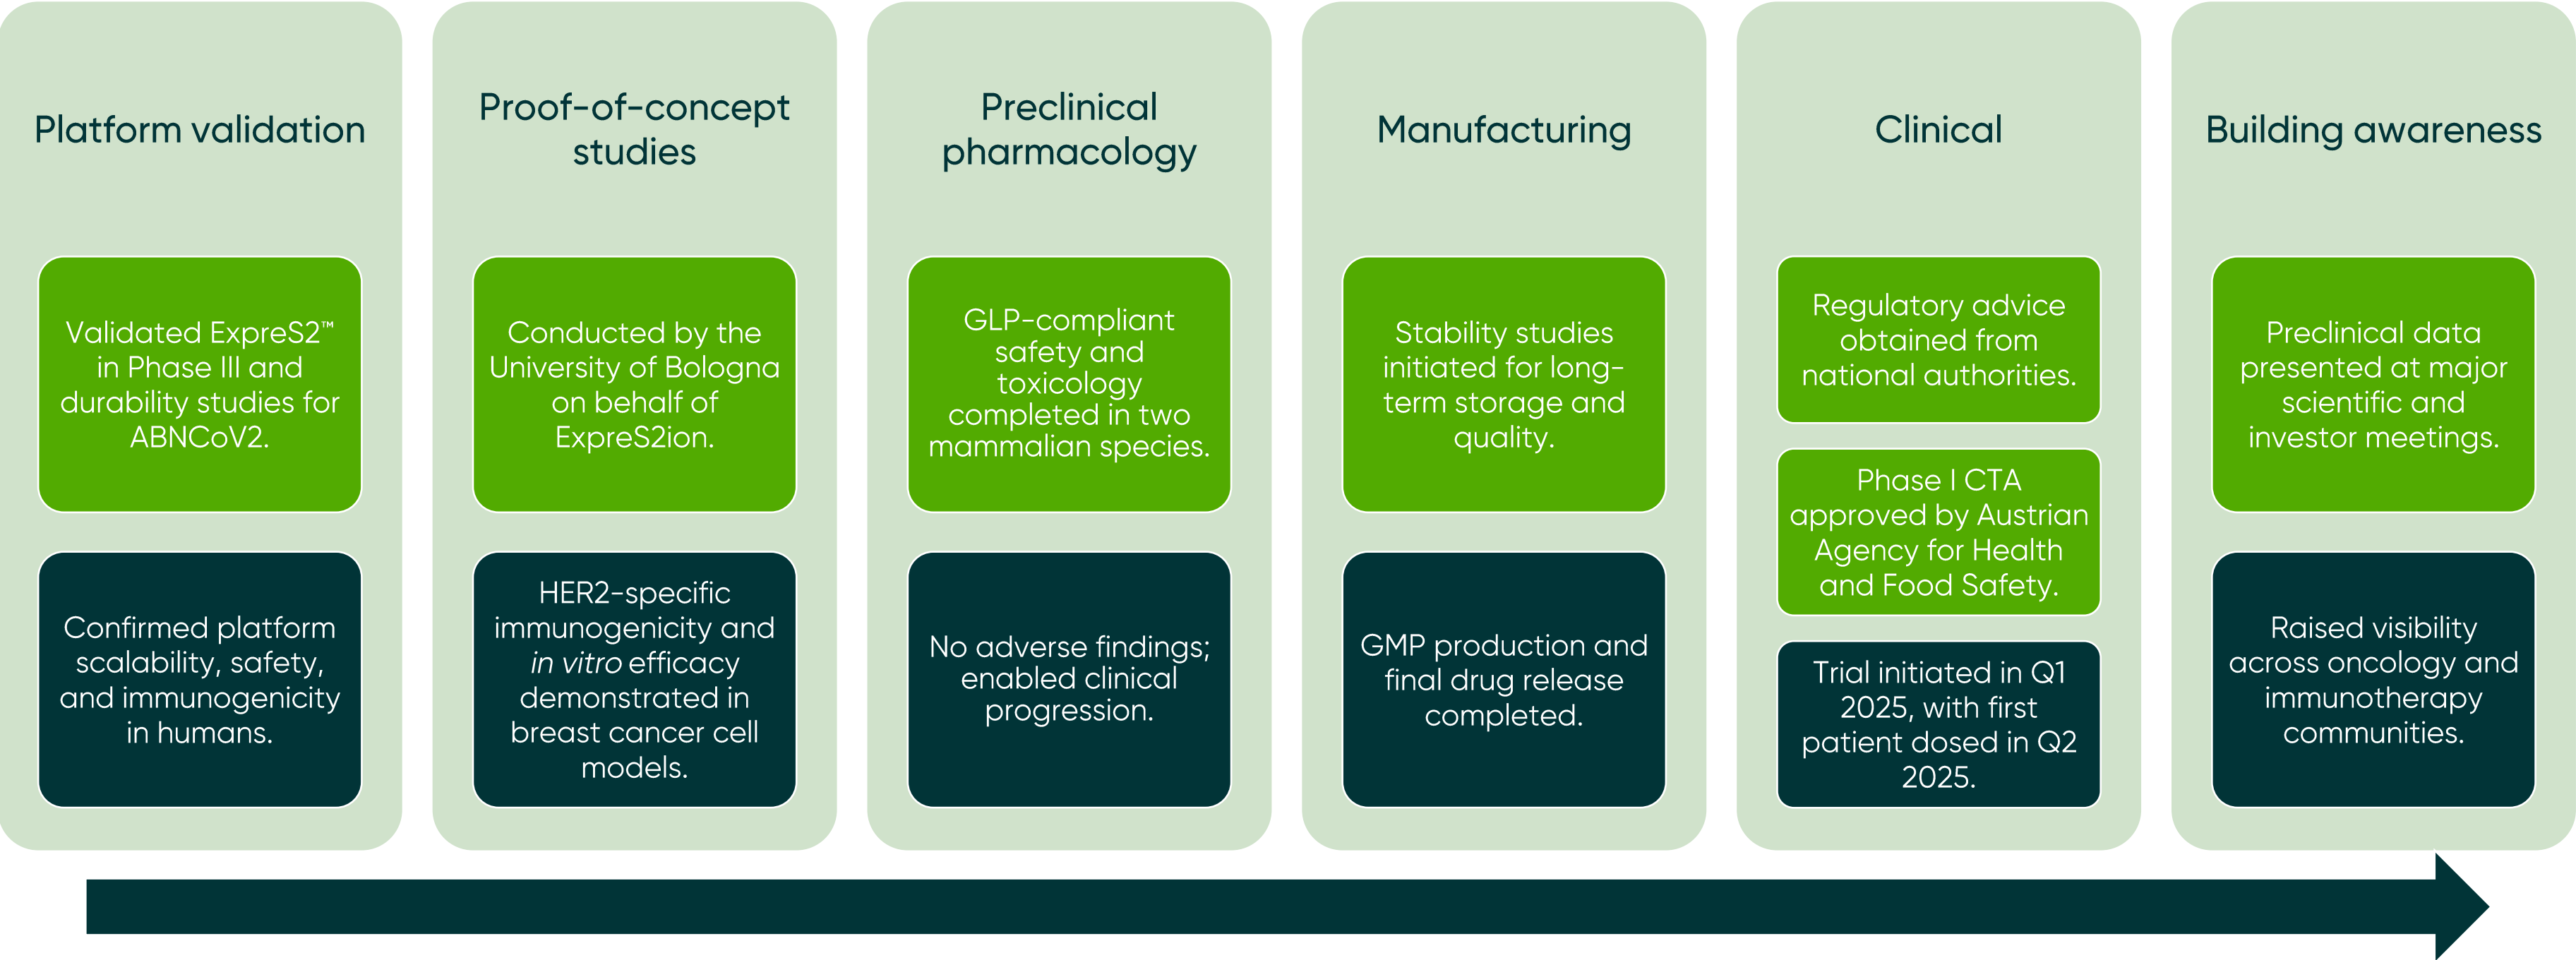 Platform validation
Validated ExpreS2™
in Phase III and
durability studies for
ABNCoV2.
Confirmed platform
scalability, safety,
and immunogenicity
in humans.
Proof-of-concept
studies
Conducted by the
University of Bologna
on behalf of
ExpreS2ion.
HER2-specific
immunogenicity and
in vitro efficacy
demonstrated in
breast cancer cell
models.
Preclinical
pharmacology
GLP-compliant
safety and
toxicology
completed in two
mammalian species.
No adverse findings;
enabled clinical
progression.
Manufacturing
Stability studies
initiated for long-
term storage and
quality.
GMP production and
final drug release
completed.
Clinical
Regulatory advice
obtained from
national authorities.
Phase I CTA
approved by Austrian
Agency for Health
and Food Safety.
Trial initiated in Q1
2025, with first
patient dosed in Q2
2025.
Building awareness
Preclinical data
presented at major
scientific and
investor meetings.
Raised visibility
across oncology and
immunotherapy
communities.